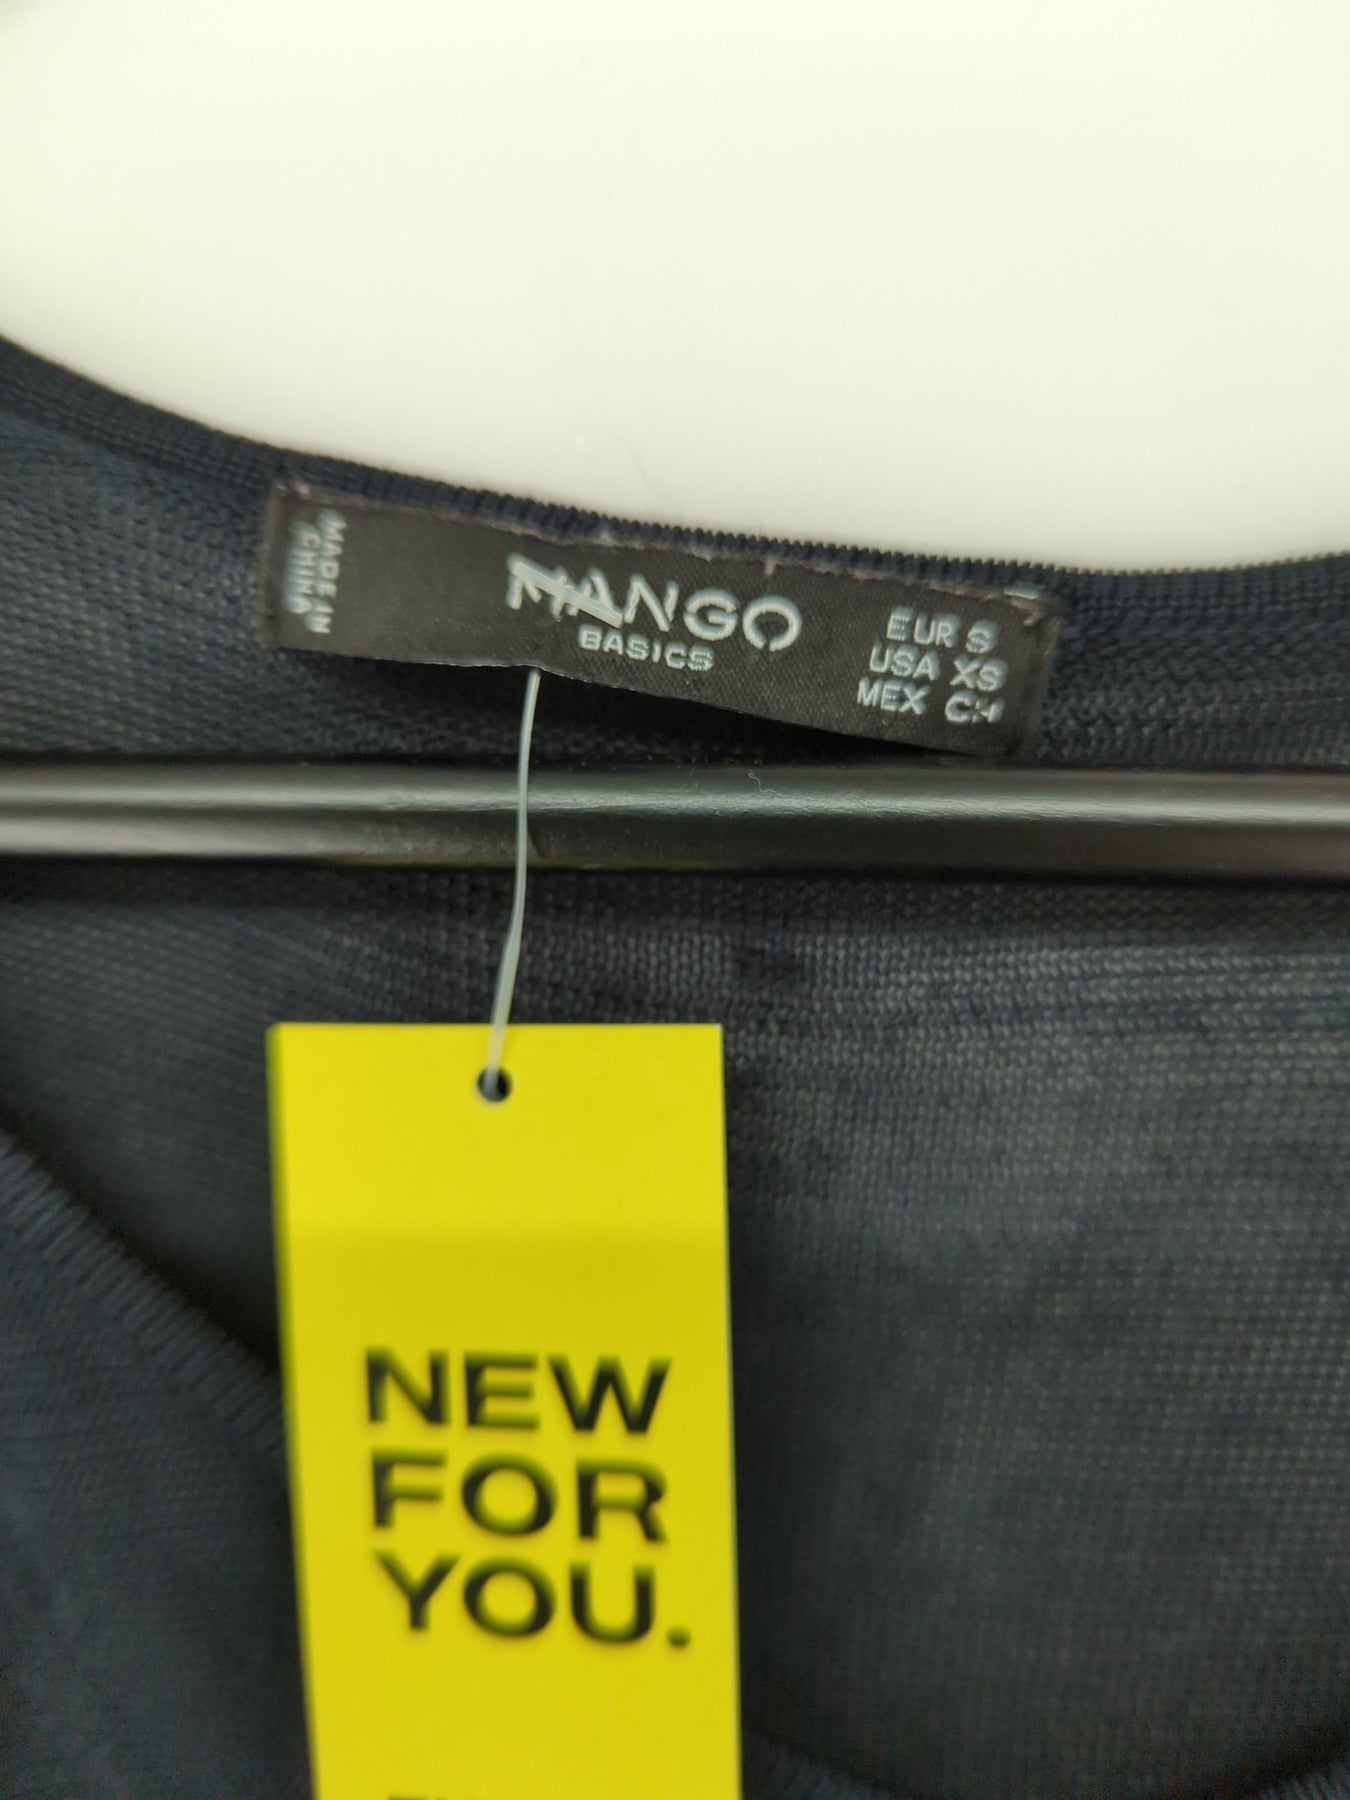 MADE IN
CHINA
MANGO
BASICS
EUR S
USA XS
MEX CH
NEW
FOR
YOU.